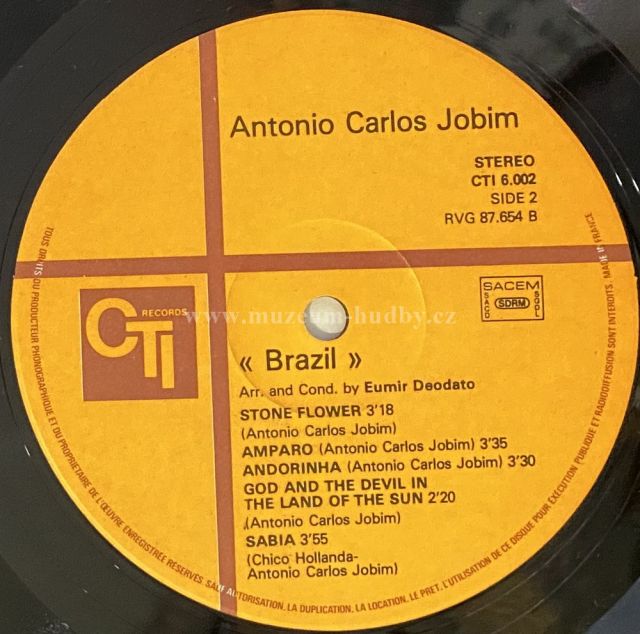 Antonio Carlos Jobim
STEREO
CTI 6.002
SIDE 2
RVG 87.654 B
CTI
RECORDS
SACEM
SACD
SDRM
SGDL
www.muzeum-hudby.cz
« Brazil »
Arr. and Cond. by Eumir Deodato
STONE FLOWER 3'18
(Antonio Carlos Jobim)
AMPARO (Antonio Carlos Jobim) 3'35
ANDORINHA (Antonio Carlos Jobim) 3'30
GOD AND THE DEVIL IN
THE LAND OF THE SUN 2'20
(Antonio Carlos Jobim)
SABIA 3'55
(Chico Hollanda-
Antonio Carlos Jobim)
TOUS DROITS DU PRODUCTEUR PHONOGRAPHIQUE ET DU PROPRIETAIRE DE L'ŒUVRE ENREGISTREE RESERVES. SAUF AUTORISATION, LA DUPLICATION, LA LOCATION, LE PRET, L'UTILISATION DE CE DISQUE POUR EXECUTION PUBLIQUE ET RADIODIFFUSION SONT INTERDITS. MADE IN FRANCE.